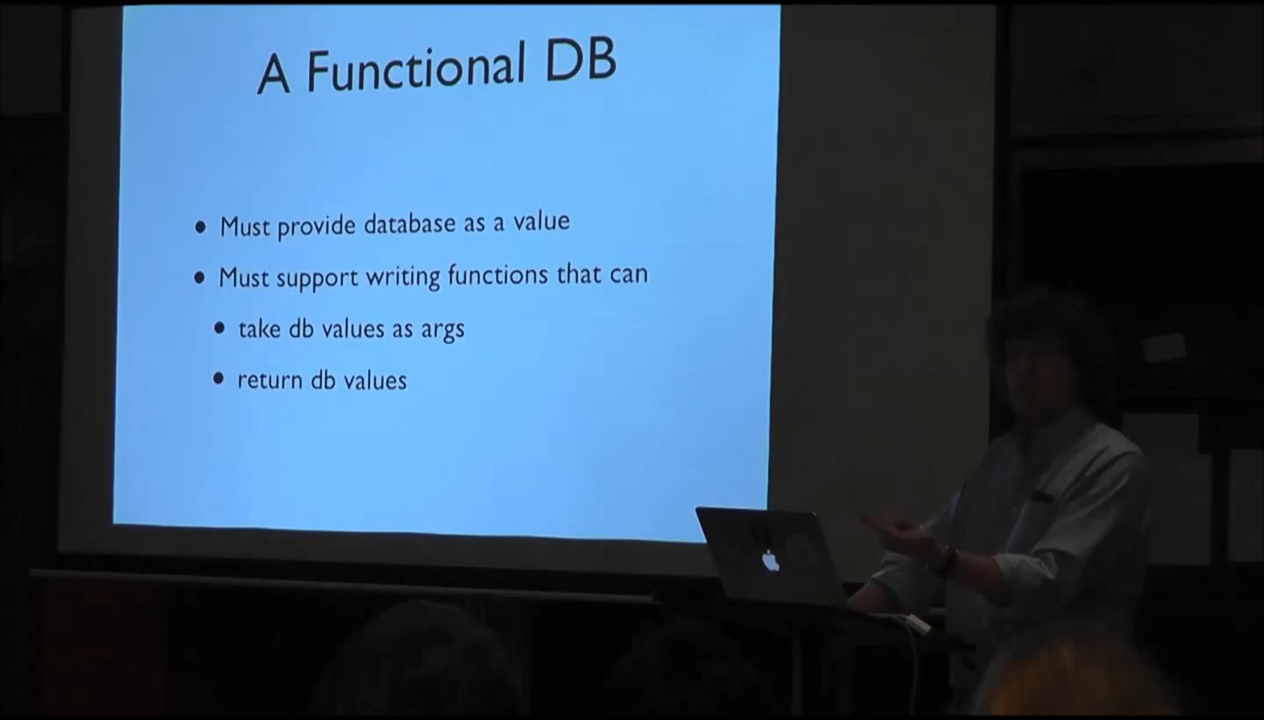 A Functional DB
• Must provide database as a value
• Must support writing functions that can
• take db values as args
• return db values